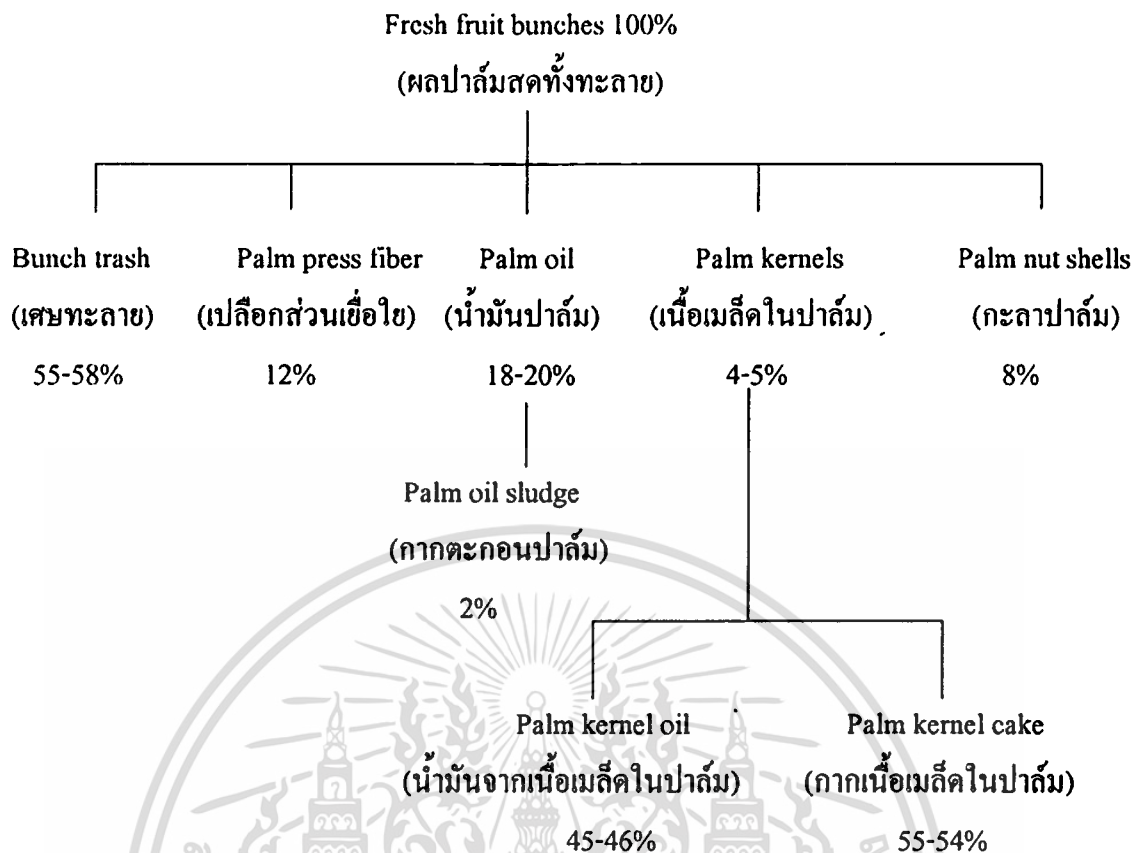 Fresh fruit bunches 100%
(ผลปาล์มสดทั้งทะลาย)
Bunch trash Palm press fiber Palm oil Palm kernels Palm nut shells
(เศษทะลาย) (เปลือกส่วนเยื่อใย) (น้ำมันปาล์ม) (เนื้อเมล็ดในปาล์ม) (กะลาปาล์ม)
55-58% 12% 18-20% 4-5% 8%
Palm oil sludge
(กากตะกอนปาล์ม)
2%
Palm kernel oil Palm kernel cake
(น้ำมันจากเนื้อเมล็ดในปาล์ม) (กากเนื้อเมล็ดในปาล์ม)
45-46% 55-54%